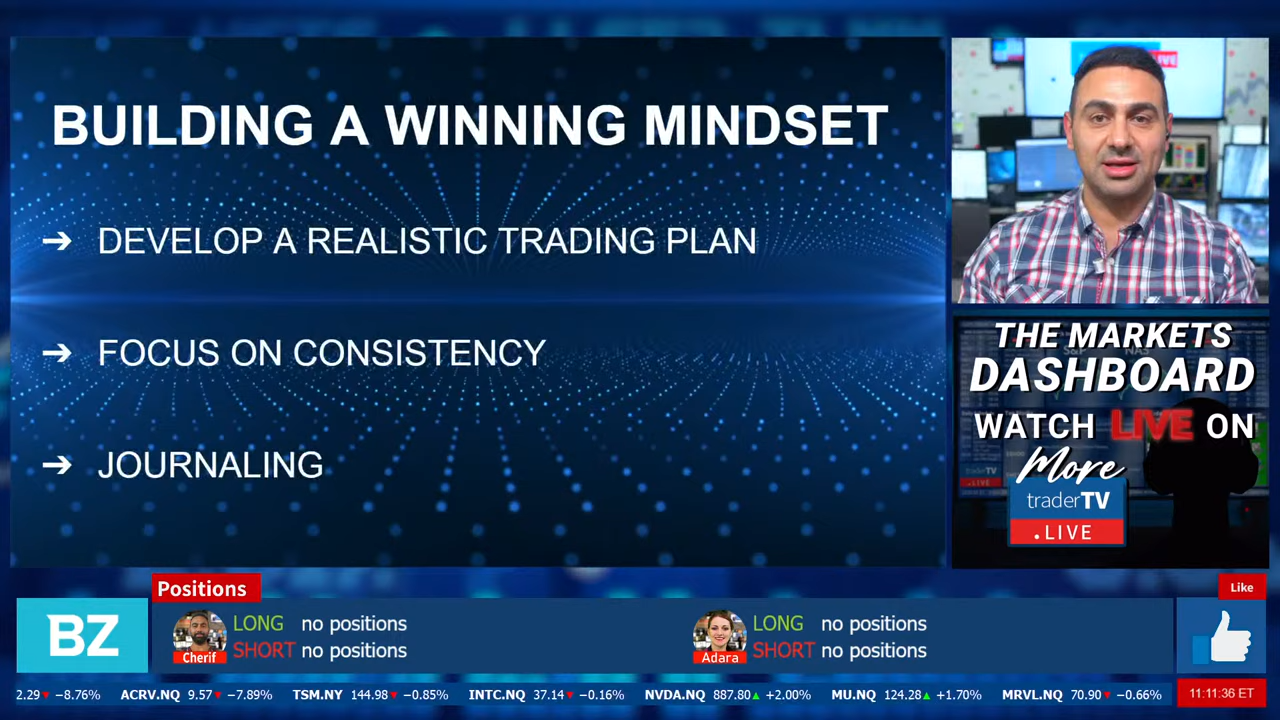 BUILDING A WINNING MINDSET
➔ DEVELOP A REALISTIC TRADING PLAN
➔ FOCUS ON CONSISTENCY
➔ JOURNALING
LIVE
THE MARKETS
DASHBOARD
WATCH LIVE ON
More
traderTV
.LIVE
Positions
Like
BZ
LONG no positions
SHORT no positions
Cherif
LONG no positions
SHORT no positions
Adara
2.29▼ −8.76% ACRV.NQ 9.57▼ −7.89% TSM.NY 144.98▼ −0.85% INTC.NQ 37.14▼ −0.16% NVDA.NQ 887.80▲ +2.00% MU.NQ 124.28▲ +1.70% MRVL.NQ 70.90▼ −0.66%
11:11:36 ET